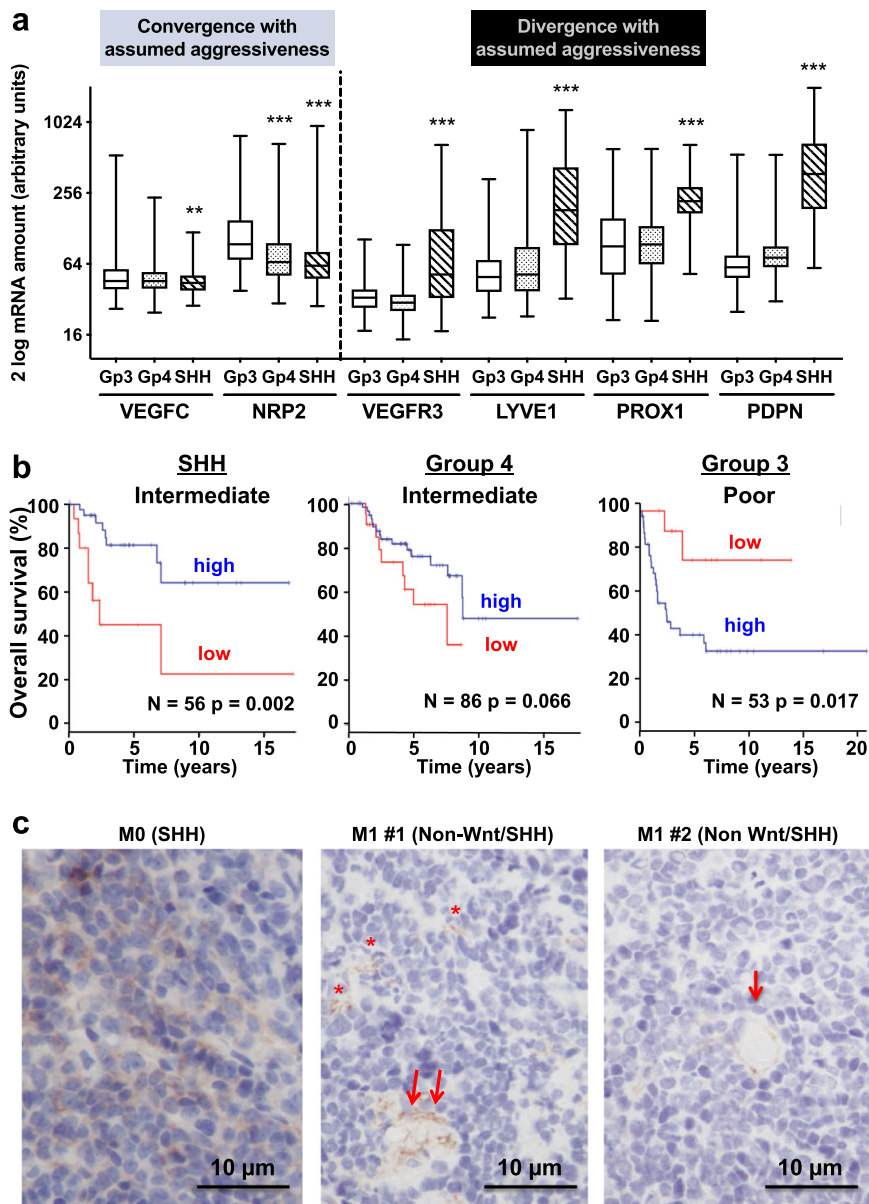 a
Convergence with
assumed aggressiveness
Divergence with
assumed aggressiveness
2 log mRNA amount (arbitrary units)
1024
256
64
16
** *** *** *** *** *** ***
Gp3 Gp4 SHH Gp3 Gp4 SHH Gp3 Gp4 SHH Gp3 Gp4 SHH Gp3 Gp4 SHH Gp3 Gp4 SHH
VEGFC NRP2 VEGFR3 LYVE1 PROX1 PDPN
b
SHH
Intermediate
Overall survival (%)
100
80
60
40
20
0
high
low
N = 56 p = 0.002
0 5 10 15
Time (years)
Group 4
Intermediate
100
80
60
40
20
0
high
low
N = 86 p = 0.066
0 5 10 15
Time (years)
Group 3
Poor
100
80
60
40
20
0
low
high
N = 53 p = 0.017
0 5 10 15 20
Time (years)
c
M0 (SHH)
10 µm
M1 #1 (Non-Wnt/SHH)
*
*
*
10 µm
M1 #2 (Non Wnt/SHH)
10 µm